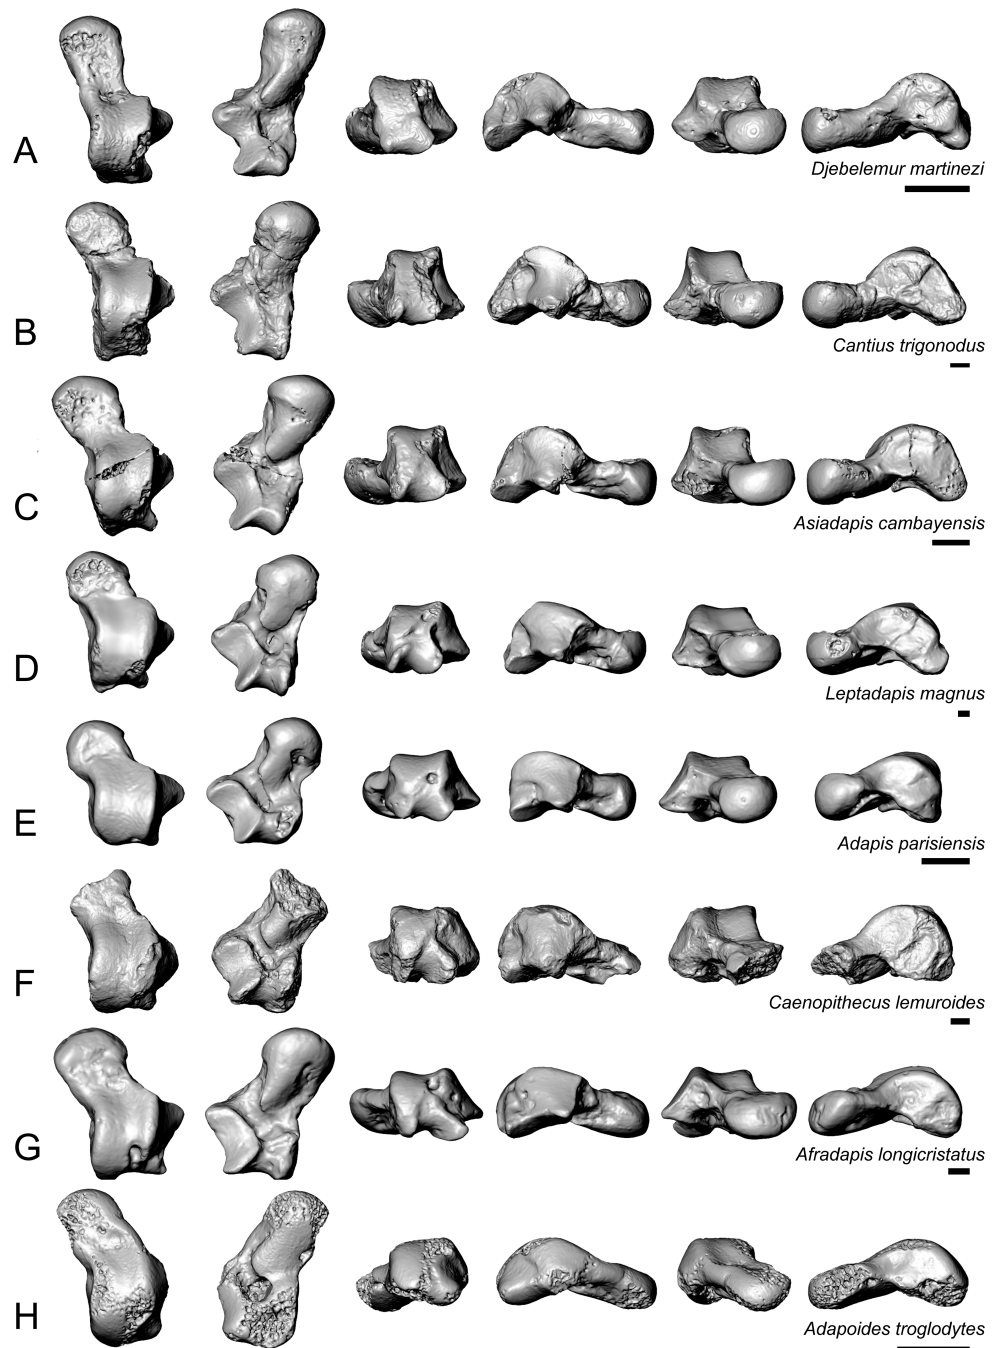 A
Djebelemur martinezi
B
Cantius trigonodus
C
Asiadapis cambayensis
D
Leptadapis magnus
E
Adapis parisiensis
F
Caenopithecus lemuroides
G
Afradapis longicristatus
H
Adapoides troglodytes